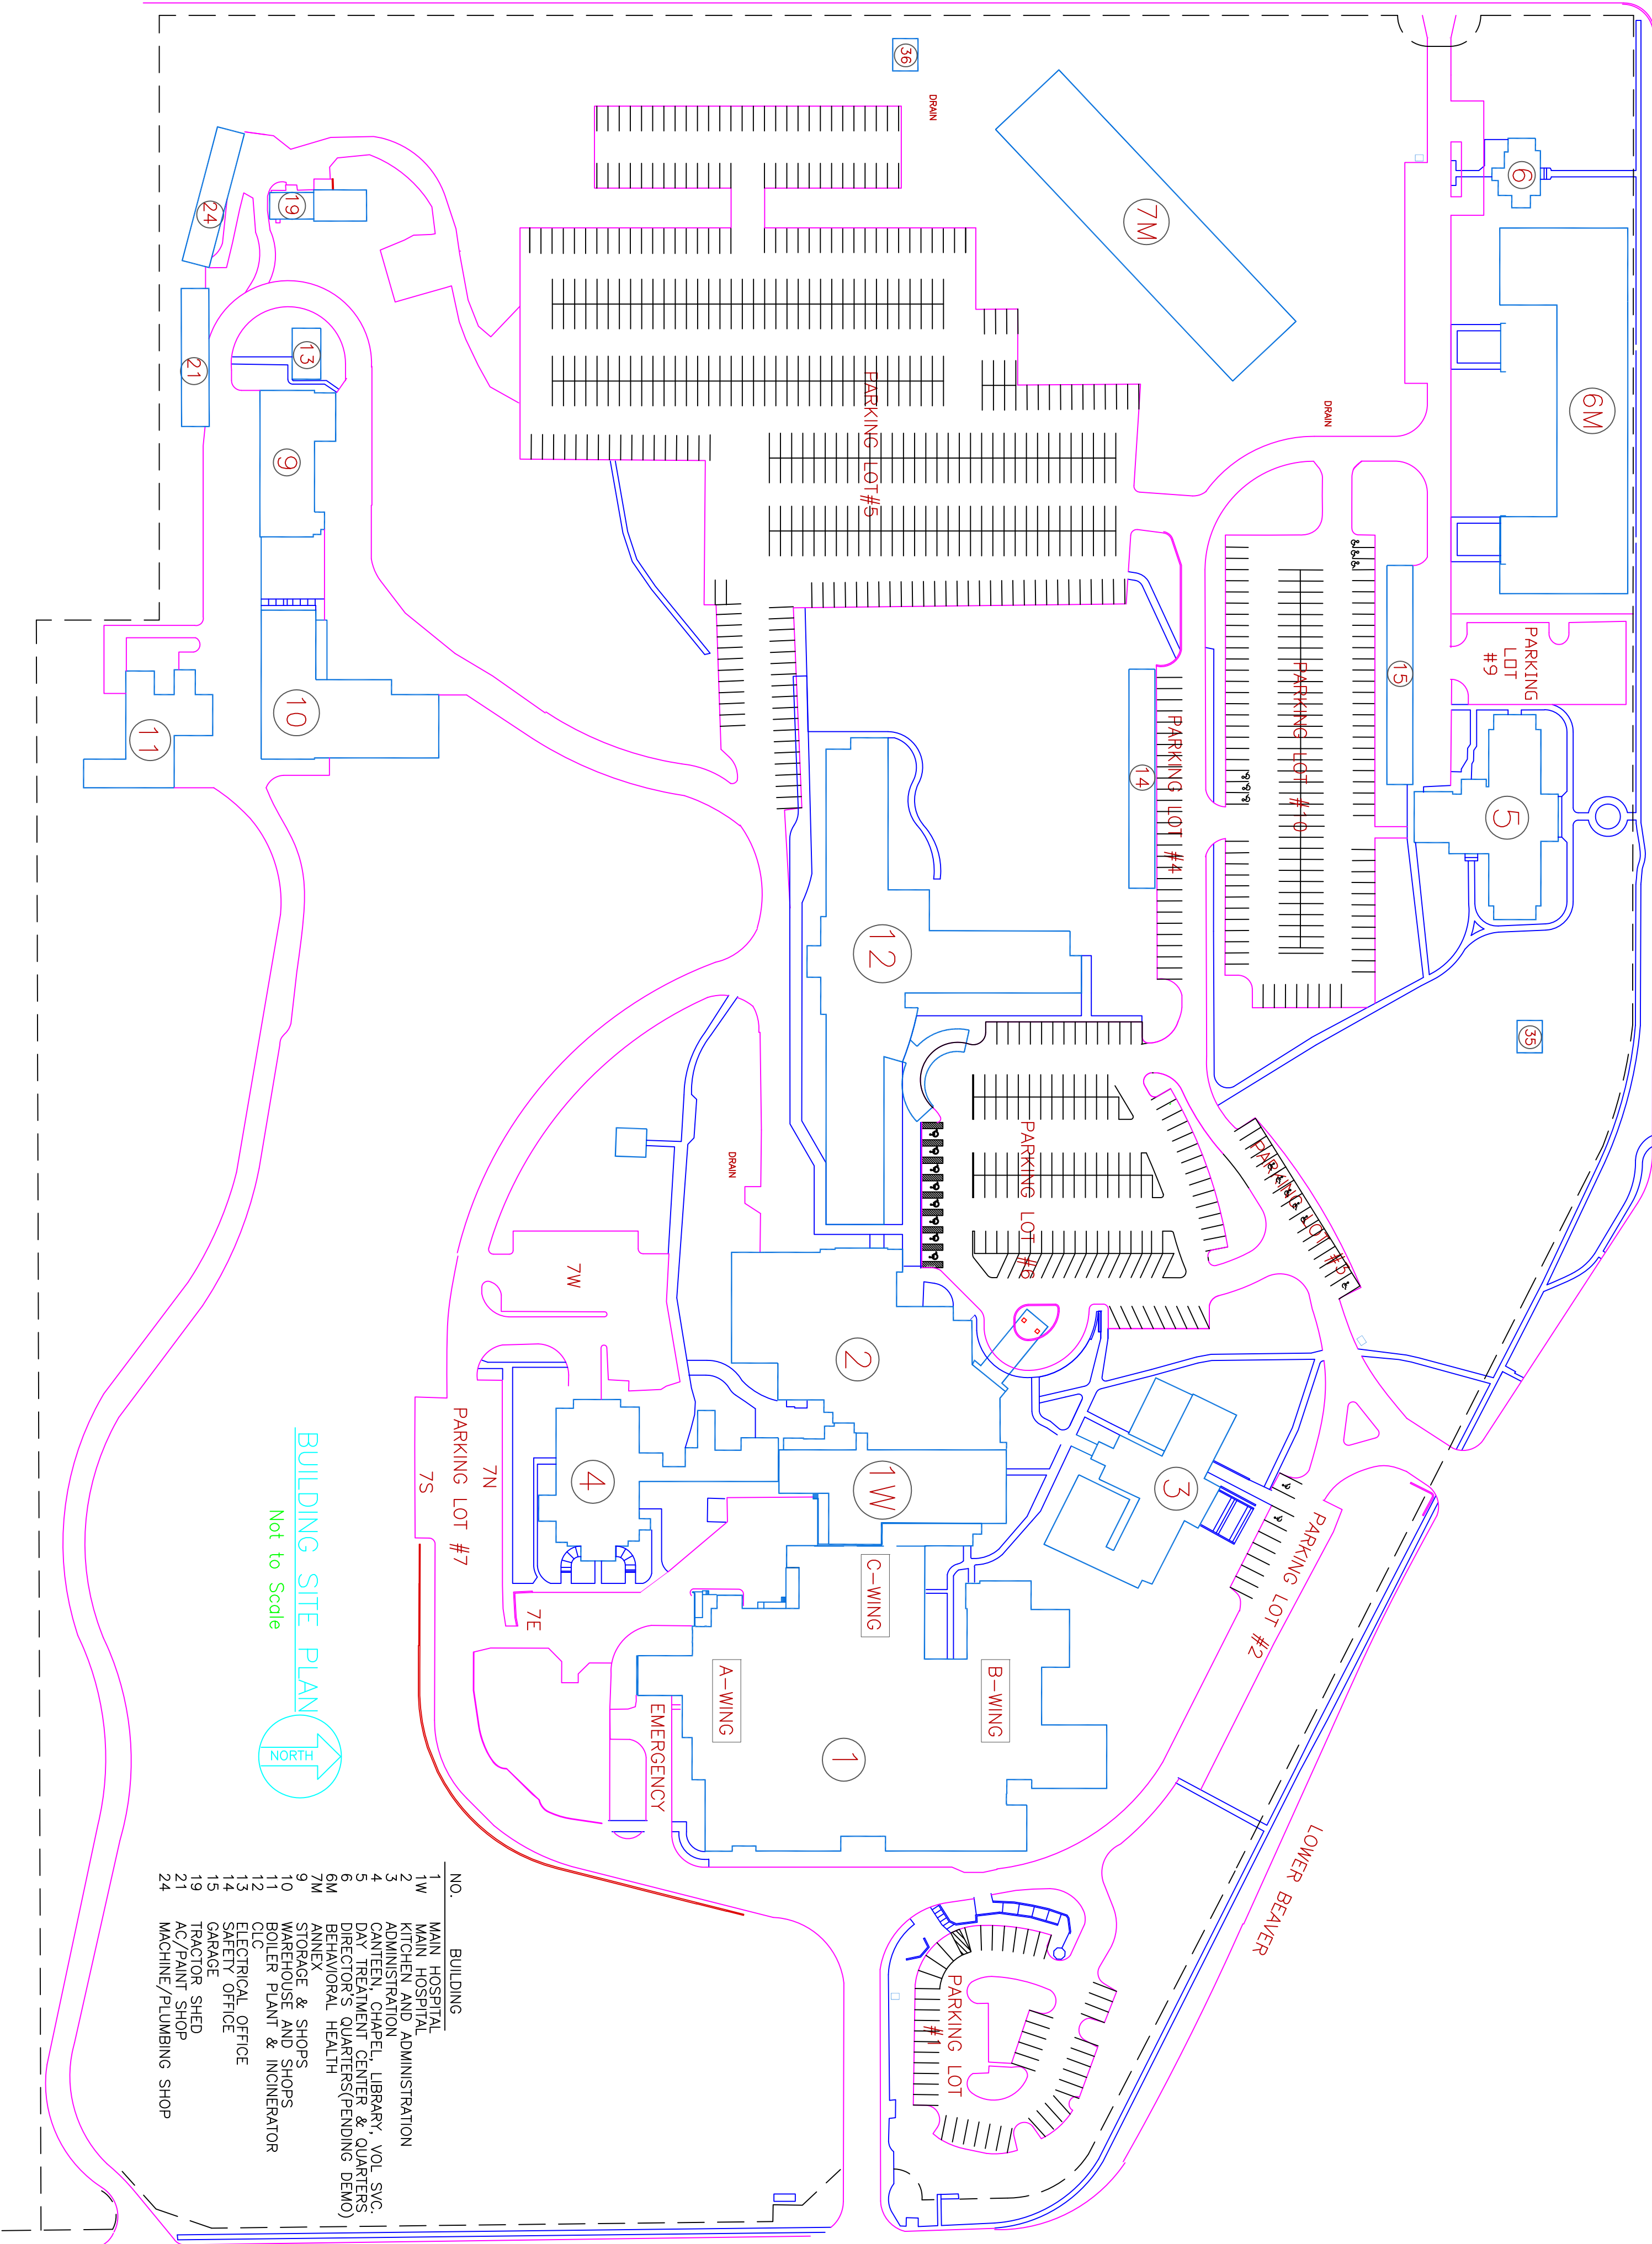 6M
6
35
PARKING
LOT
#9
5
15
DRAIN
PARKING LOT #10
PARKING LOT #3
PARKING LOT #2
LOWER BEAVER
7M
PARKING LOT #4
14
3
PARKING LOT #6
B-WING
PARKING LOT
#1
DRAIN
36
PARKING LOT#5
12
1W
C-WING
2
1
A-WING
DRAIN
EMERGENCY
4
7W
7E
7N
PARKING LOT #7
7S
13
19
9
10
24
21
11
BUILDING SITE PLAN
Not to Scale
NORTH
NO. BUILDING
1 MAIN HOSPITAL
1W MAIN HOSPITAL
2 KITCHEN AND ADMINISTRATION
3 ADMINISTRATION
4 CANTEEN, CHAPEL, LIBRARY, VOL SVC.
5 DAY TREATMENT CENTER & QUARTERS
6 DIRECTOR'S QUARTERS(PENDING DEMO)
6M BEHAVIORAL HEALTH
7M ANNEX
9 STORAGE & SHOPS
10 WAREHOUSE AND SHOPS
11 BOILER PLANT & INCINERATOR
12 CLC
13 ELECTRICAL OFFICE
14 SAFETY OFFICE
15 GARAGE
19 TRACTOR SHED
21 AC/PAINT SHOP
24 MACHINE/PLUMBING SHOP